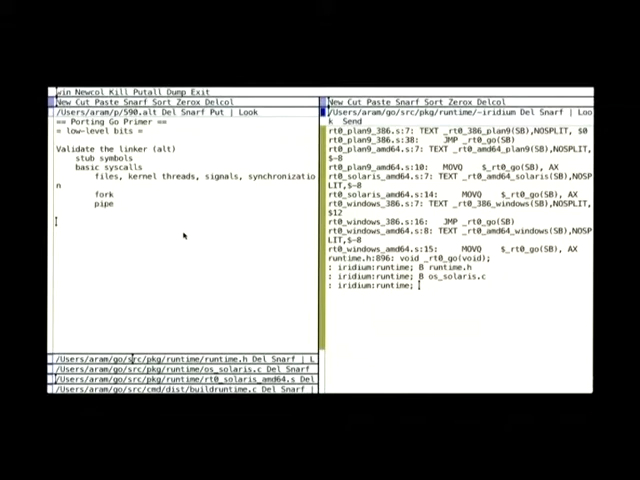 win Newcol Kill Putall Dump Exit
New Cut Paste Snarf Sort Zerox Delcol
/Users/aram/p/590.alt Del Snarf Put | Look
== Porting Go Primer ==
= low-level bits =
Validate the linker (alt)
stub symbols
basic syscalls
files, kernel threads, signals, synchronizatio
n
fork
pipe
/Users/aram/go/src/pkg/runtime/runtime.h Del Snarf | L
/Users/aram/go/src/pkg/runtime/os_solaris.c Del Snarf
/Users/aram/go/src/pkg/runtime/rt0_solaris_amd64.s Del
/Users/aram/go/src/cmd/dist/buildruntime.c Del Snarf |
New Cut Paste Snarf Sort Zerox Delcol
/Users/aram/go/src/pkg/runtime/-iridium Del Snarf | Loo
k Send
rt0_plan9_386.s:7: TEXT _rt0_386_plan9(SB),NOSPLIT, $0
rt0_plan9_386.s:38: JMP _rt0_go(SB)
rt0_plan9_amd64.s:7: TEXT _rt0_amd64_plan9(SB),NOSPLIT,
$-8
rt0_plan9_amd64.s:10: MOVQ $_rt0_go(SB), AX
rt0_solaris_amd64.s:7: TEXT _rt0_amd64_solaris(SB),NOSP
LIT,$-8
rt0_solaris_amd64.s:14: MOVQ $_rt0_go(SB), AX
rt0_windows_386.s:7: TEXT _rt0_386_windows(SB),NOSPLIT,
$12
rt0_windows_386.s:16: JMP _rt0_go(SB)
rt0_windows_amd64.s:8: TEXT _rt0_amd64_windows(SB),NOSP
LIT,$-8
rt0_windows_amd64.s:15: MOVQ $_rt0_go(SB), AX
runtime.h:896: void _rt0_go(void);
: iridium:runtime; B runtime.h
: iridium:runtime; B os_solaris.c
: iridium:runtime;